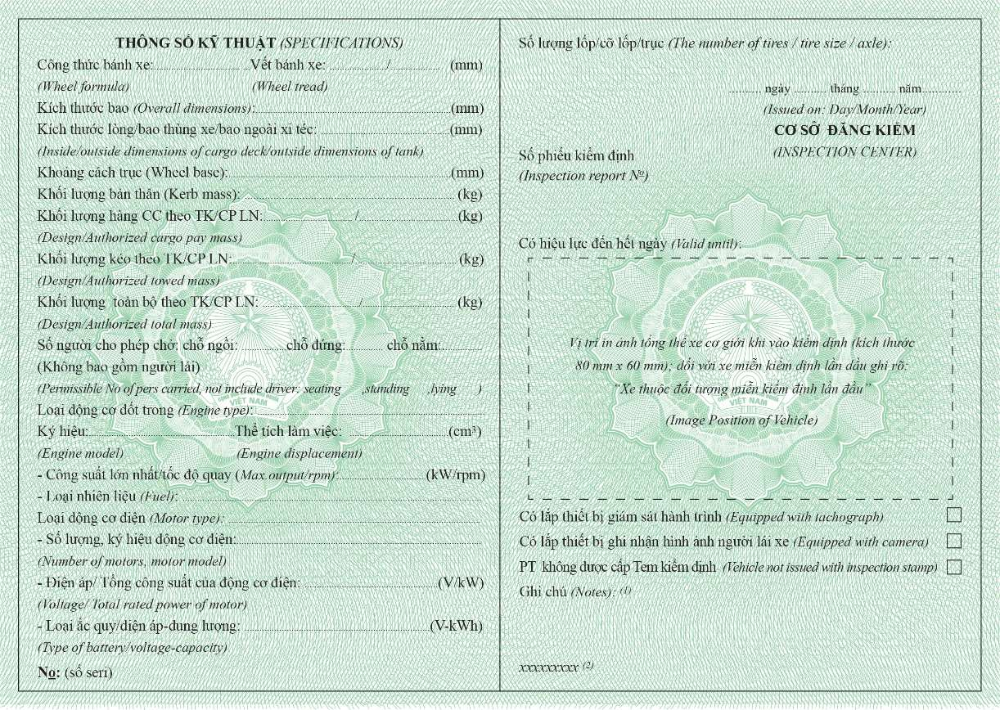 THÔNG SỐ KỸ THUẬT (SPECIFICATIONS)
Công thức bánh xe:.......................... ...Vết bánh xe: ..................../................ (mm)
(Wheel formula) (Wheel tread)
Kích thước bao (Overall dimensions):............................................................(mm)
Kích thước lòng/bao thùng xe/bao ngoài xi téc: ........................................(mm)
(Inside/outside dimensions of cargo deck/outside dimensions of tank)
Khoảng cách trục (Wheel base):....................................................................(mm)
Khối lượng bản thân (Kerb mass): ................................................................ (kg)
Khối lượng hàng CC theo TK/CP LN:............................ /...............................(kg)
(Design/Authorized cargo pay mass)
Khối lượng kéo theo TK/CP LN:...................................../............................... (kg)
(Design/Authorized towed mass)
Khối lượng toàn bộ theo TK/CP LN: ............................../............................. (kg)
(Design/Authorized total mass)
Số người cho phép chở: chỗ ngồi: ..............chỗ đứng:............ chỗ nằm:.............
(Không bao gồm người lái)
(Permissible No of pers carried, not include driver: seating ,standing ,lying )
Loại động cơ đốt trong (Engine type):......................................................................
Ký hiệu:.............................................Thể tích làm việc: ................................(cm³)
(Engine model) (Engine displacement)
- Công suất lớn nhất/tốc độ quay (Max.output/rpm):...........................(kW/rpm)
- Loại nhiên liệu (Fuel): ............................................................................................
Loại động cơ điện (Motor type): .............................................................................
- Số lượng, ký hiệu động cơ điện:...........................................................................
(Number of motors, motor model)
- Điện áp/ Tổng công suất của động cơ điện: .........................................(V/kW)
(Voltage/ Total rated power of motor)
- Loại ắc quy/điện áp-dung lượng: .........................................................(V-kWh)
(Type of battery/voltage-capacity)
No: (số seri)
VIỆT NAM
Số lượng lốp/cỡ lốp/trục (The number of tires / tire size / axle):
.......... ngày .......... tháng .......... năm............
(Issued on: Day/Month/Year)
CƠ SỞ ĐĂNG KIỂM
(INSPECTION CENTER)
Số phiếu kiểm định
(Inspection report Nº)
Có hiệu lực đến hết ngày (Valid until):
Vị trí in ảnh tổng thể xe cơ giới khi vào kiểm định (kích thước
80 mm x 60 mm); đối với xe miễn kiểm định lần đầu ghi rõ:
“Xe thuộc đối tượng miễn kiểm định lần đầu”
VIỆT NAM
(Image Position of Vehicle)
Có lắp thiết bị giám sát hành trình (Equipped with tachograph)
Có lắp thiết bị ghi nhận hình ảnh người lái xe (Equipped with camera)
PT không được cấp Tem kiểm định (Vehicle not issued with inspection stamp)
Ghi chú (Notes): (1)
xxxxxxxxx (2)